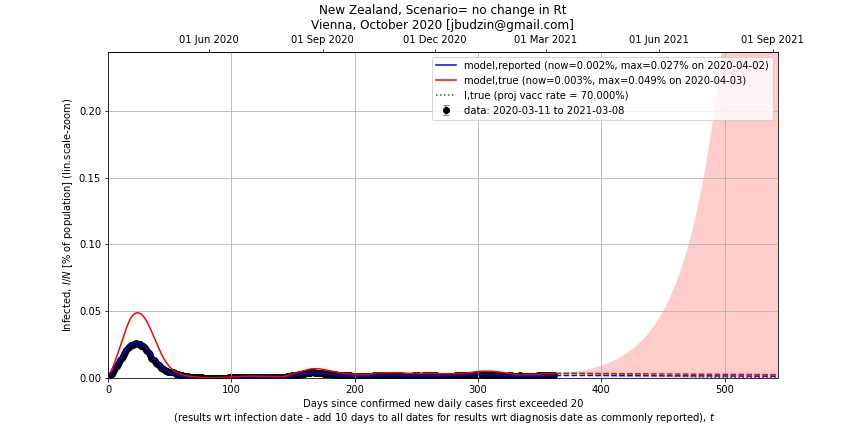 New Zealand, Scenario= no change in Rt
Vienna, October 2020 [jbudzin@gmail.com]
01 Jun 2020 01 Sep 2020 01 Dec 2020 01 Mar 2021 01 Jun 2021 01 Sep 2021
model,reported (now=0.002%, max=0.027% on 2020-04-02)
model,true (now=0.003%, max=0.049% on 2020-04-03)
I,true (proj vacc rate = 70.000%)
data: 2020-03-11 to 2021-03-08
Infected, I/N [% of population] (lin.scale-zoom)
0.20
0.15
0.10
0.05
0.00
0 100 200 300 400 500
Days since confirmed new daily cases first exceeded 20
(results wrt infection date - add 10 days to all dates for results wrt diagnosis date as commonly reported), t